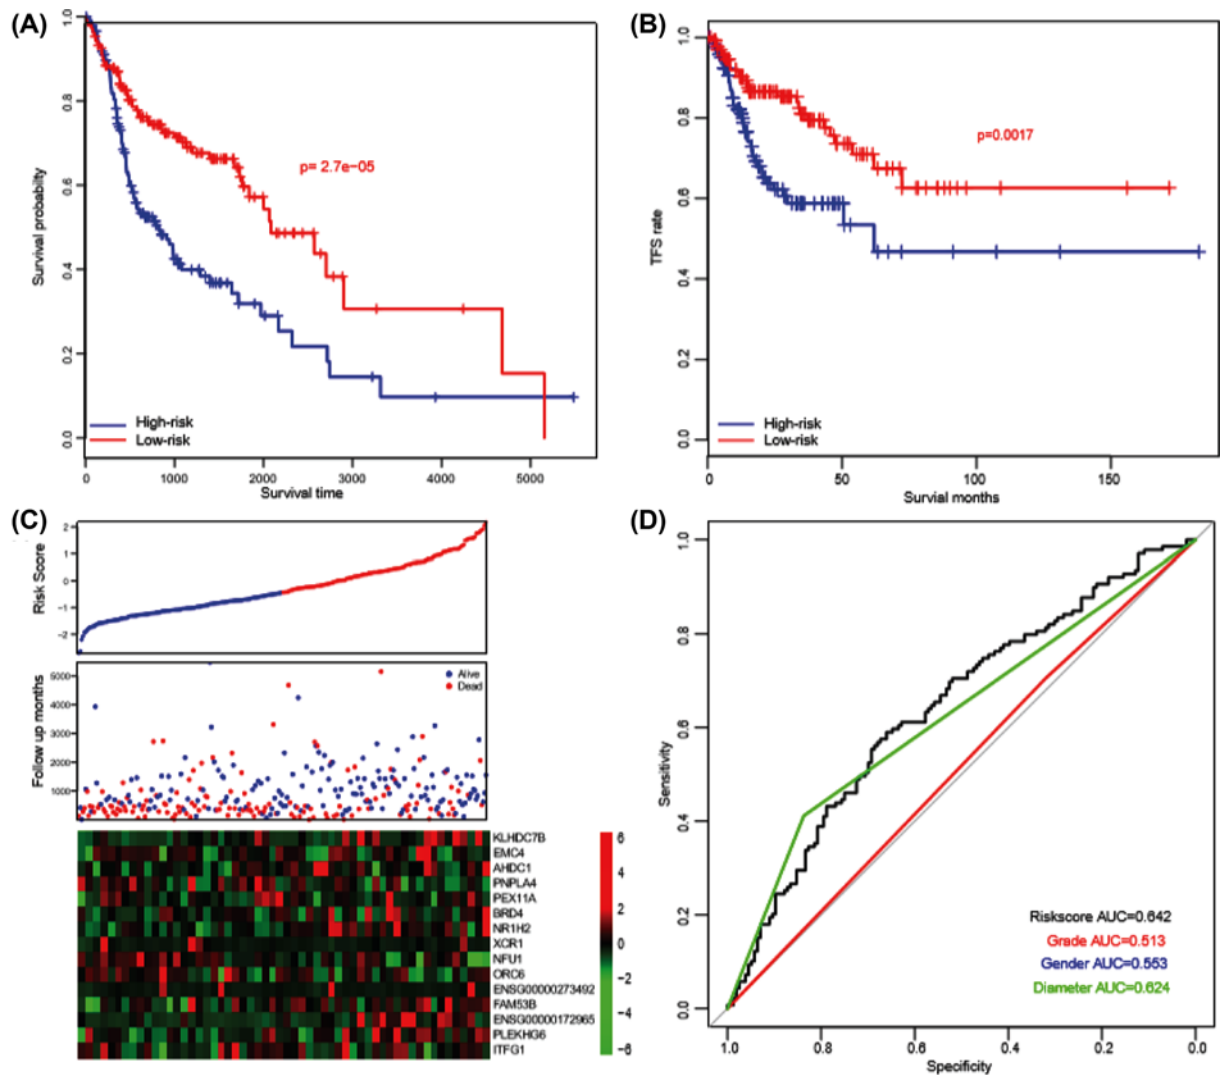 (A)
1.0
0.8
0.6
0.4
0.2
0.0
Survival probabilty
p= 2.7e−05
High-risk
Low-risk
0 1000 2000 3000 4000 5000
Survival time
(B)
1.0
0.8
0.6
0.4
0.2
0.0
TFS rate
p=0.0017
High-risk
Low-risk
0 50 100 150
Survial months
(C)
2
1
0
−1
−2
Risk Score
5000
4000
3000
2000
1000
Follow up months
Alive
Dead
KLHDC7B
EMC4
AHDC1
PNPLA4
PEX11A
BRD4
NR1H2
XCR1
NFU1
ORC6
ENSG00000273492
FAM53B
ENSG00000172965
PLEKHG6
ITFG1
6
4
2
0
−2
−4
−6
(D)
1.0
0.8
0.6
0.4
0.2
0.0
Sensitivity
Riskscore AUC=0.642
Grade AUC=0.513
Gender AUC=0.553
Diameter AUC=0.624
1.0 0.8 0.6 0.4 0.2 0.0
Specificity